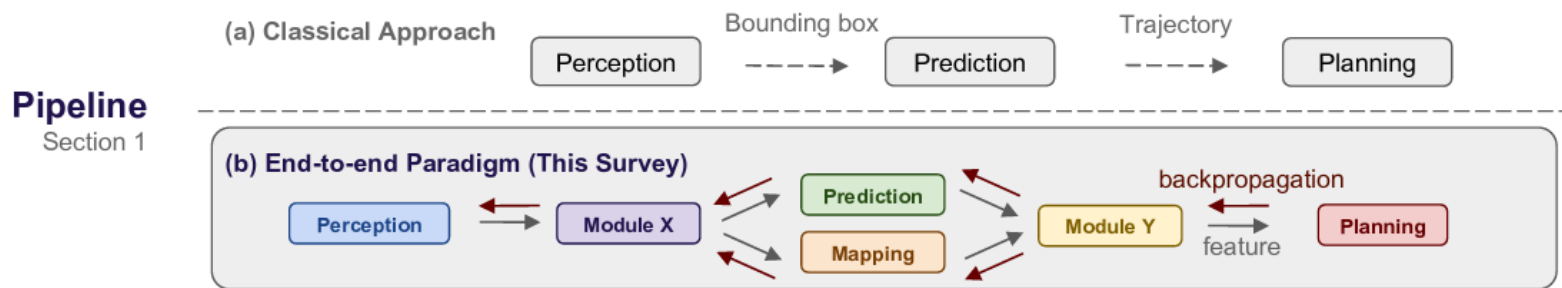 Pipeline
Section 1
(a) Classical Approach
Perception
Bounding box
Prediction
Trajectory
Planning
(b) End-to-end Paradigm (This Survey)
Perception
Module X
Prediction
Mapping
Module Y
backpropagation
feature
Planning